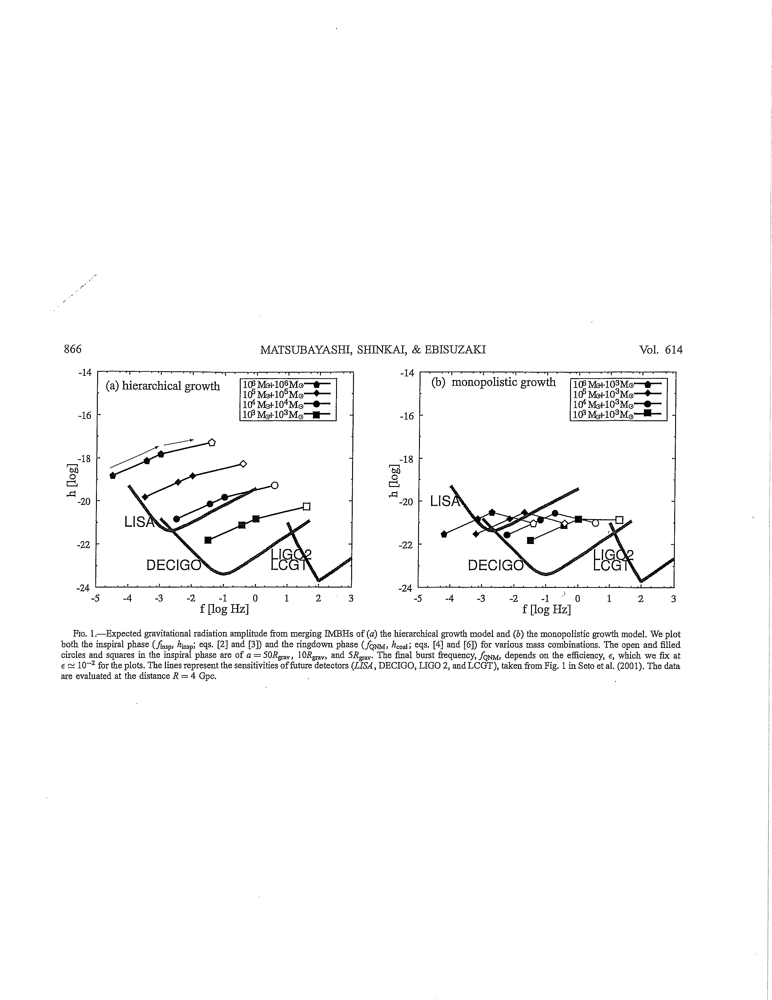 866 MATSUBAYASHI, SHINKAI, & EBISUZAKI Vol. 614
(a) hierarchical growth
10⁶ M⊙+10⁶M⊙
10⁵ M⊙+10⁵M⊙
10⁴ M⊙+10⁴M⊙
10³ M⊙+10³M⊙
-14
-16
-18
-20
-22
-24
h [log]
LISA
DECIGO
LIGO2
LCGT
-5 -4 -3 -2 -1 0 1 2 3
f [log Hz]
(b) monopolistic growth
10⁶ M⊙+10³M⊙
10⁵ M⊙+10³M⊙
10⁴ M⊙+10³M⊙
10³ M⊙+10³M⊙
-14
-16
-18
-20
-22
-24
h [log]
LISA
DECIGO
LIGO2
LCGT
-5 -4 -3 -2 -1 0 1 2 3
f [log Hz]
FIG. 1.—Expected gravitational radiation amplitude from merging IMBHs of (a) the hierarchical growth model and (b) the monopolistic growth model. We plot
both the inspiral phase (f_insp, h_insp; eqs. [2] and [3]) and the ringdown phase (f_QNM, h_coal; eqs. [4] and [6]) for various mass combinations. The open and filled
circles and squares in the inspiral phase are of a = 50R_grav, 10R_grav, and 5R_grav. The final burst frequency, f_QNM, depends on the efficiency, ϵ, which we fix at
ϵ ≃ 10⁻² for the plots. The lines represent the sensitivities of future detectors (LISA, DECIGO, LIGO 2, and LCGT), taken from Fig. 1 in Seto et al. (2001). The data
are evaluated at the distance R = 4 Gpc.